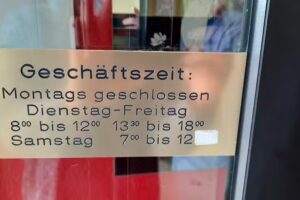 Geschäftszeit:
Montags geschlossen
Dienstag-Freitag
8⁰⁰ bis 12⁰⁰ 13³⁰ bis 18⁰⁰
Samstag 7⁰⁰ bis 12